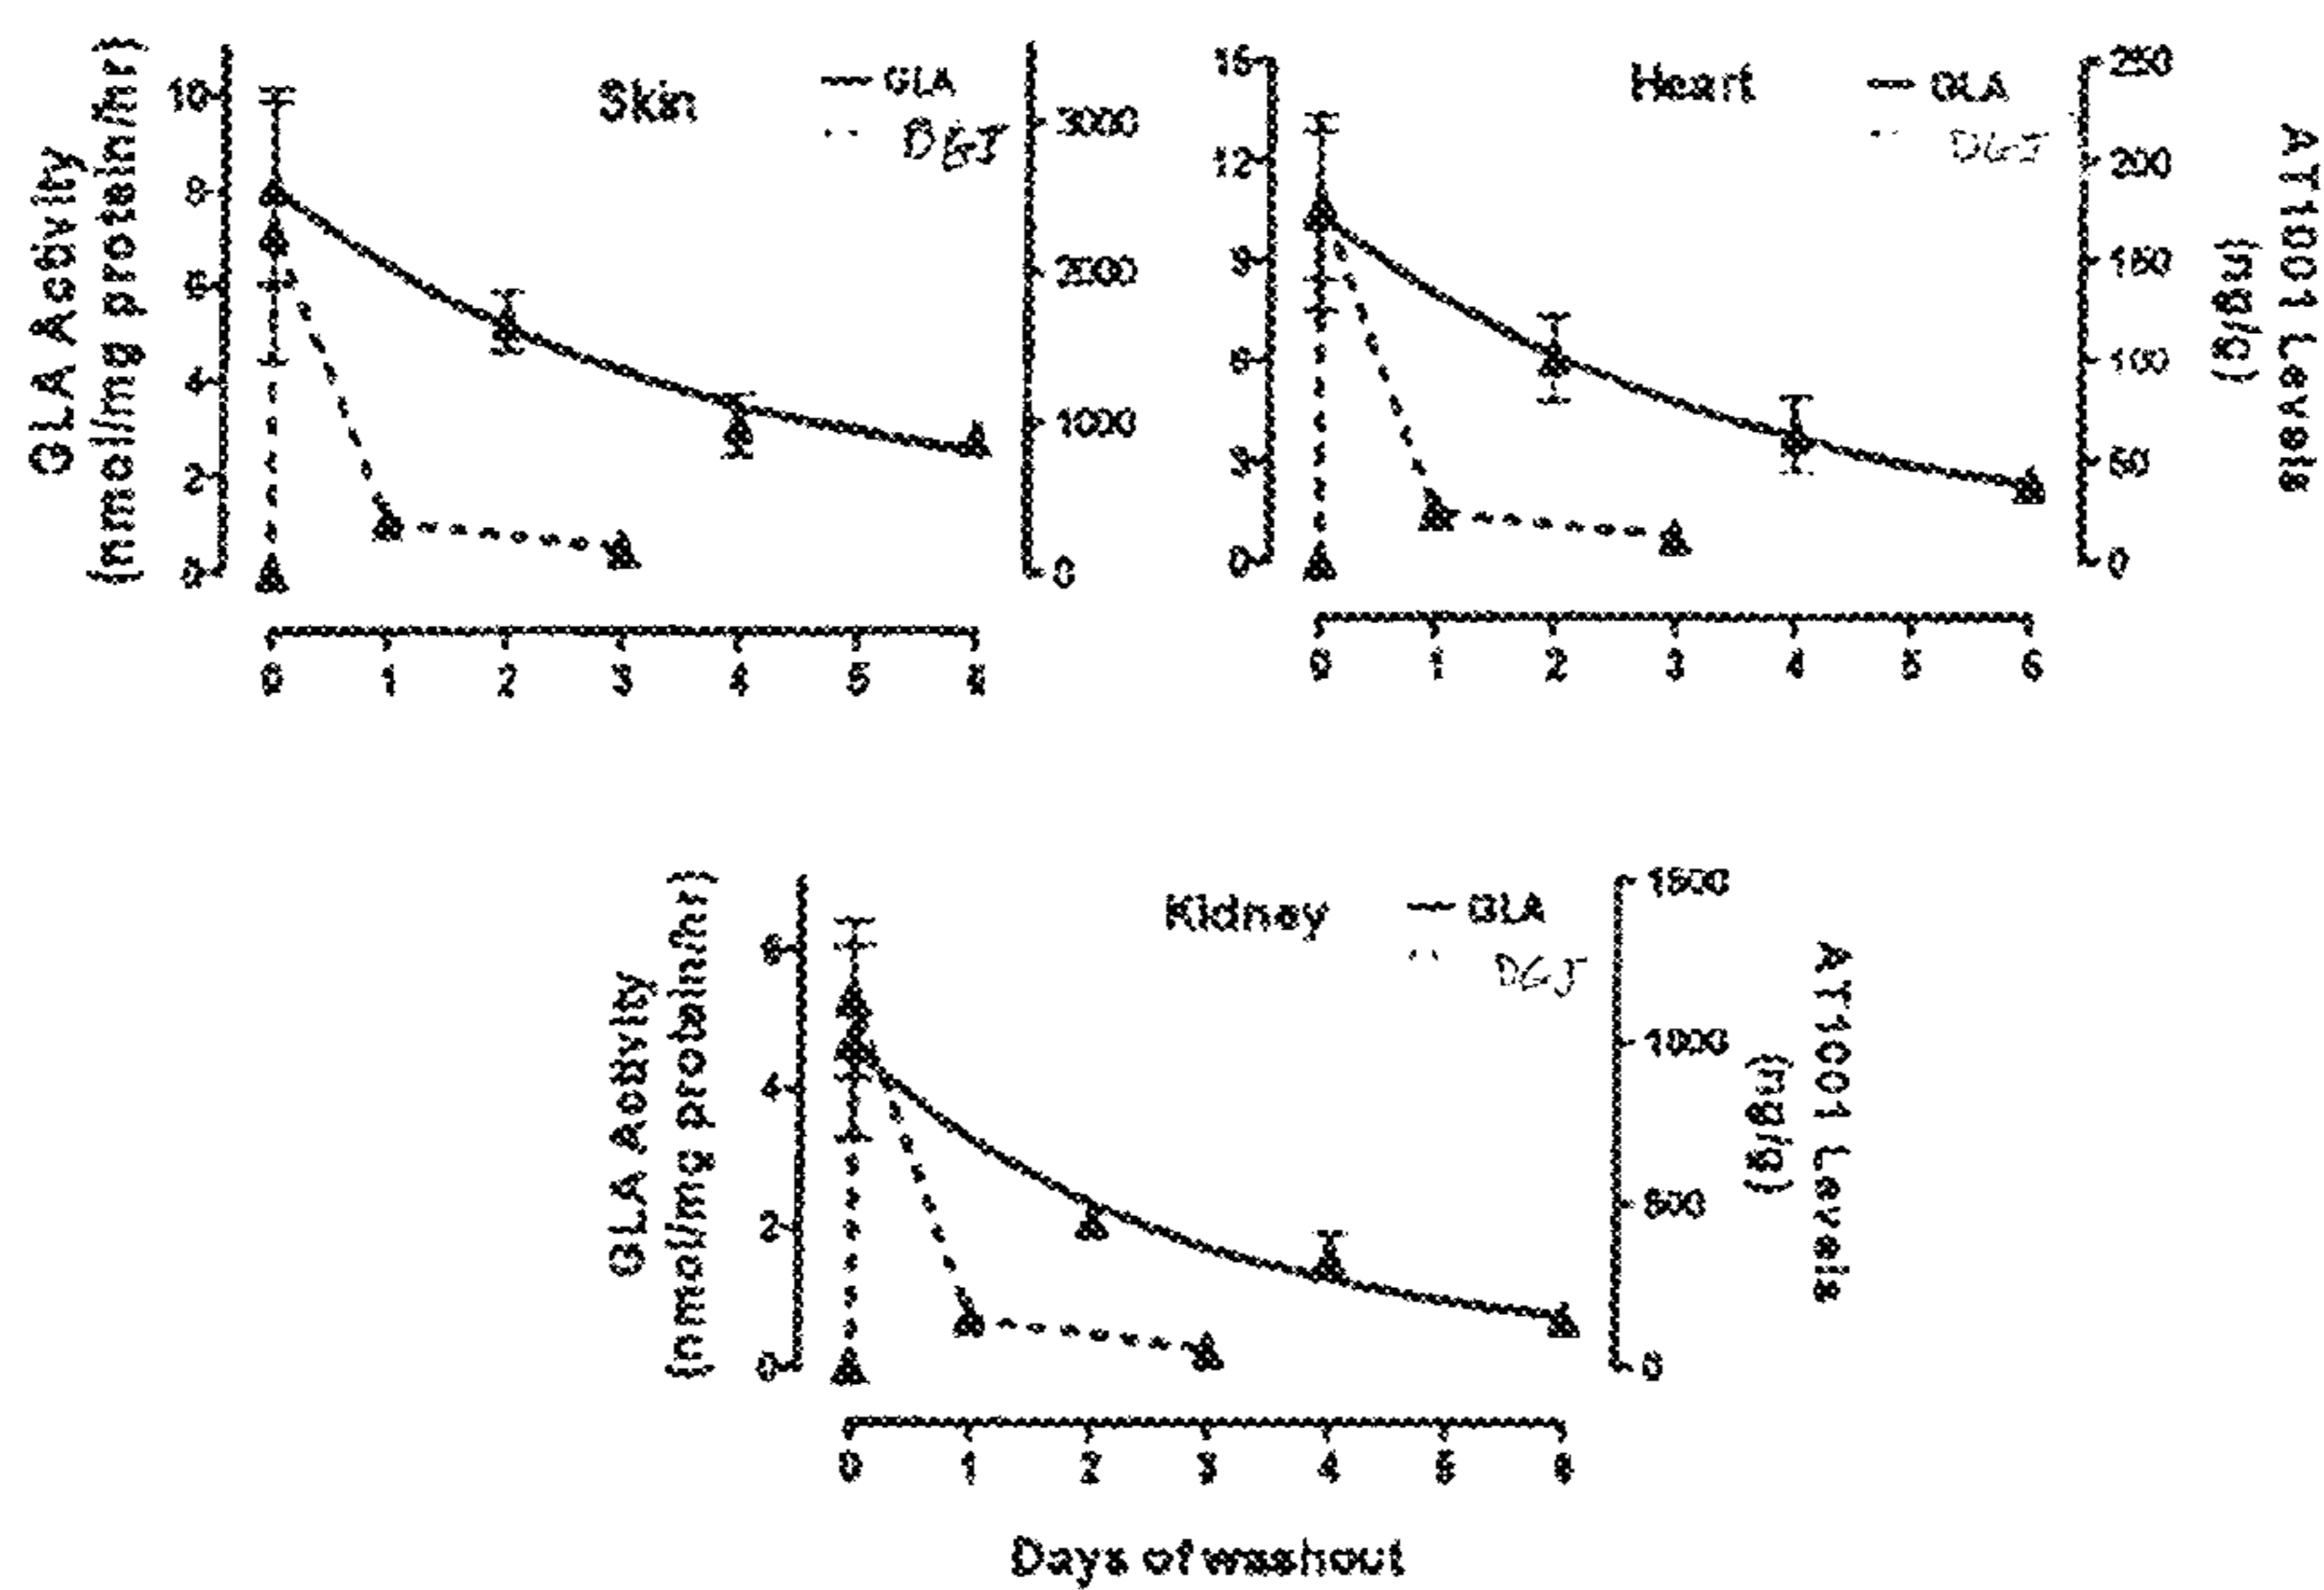 Skin
GLA
DGJ
GLA Activity
(nmol/mg protein/hr)
10
8
6
4
2
0
3000
2000
1000
0
0 1 2 3 4 5 6
Heart
GLA
DGJ
15
12
9
6
3
0
250
200
150
100
50
0
AT1001 Levels
(ng/g)
0 1 2 3 4 5 6
Kidney
GLA
DGJ
GLA Activity
(nmol/mg protein/hr)
6
4
2
0
1500
1000
500
0
AT1001 Levels
(ng/g)
0 1 2 3 4 5 6
Days of washout